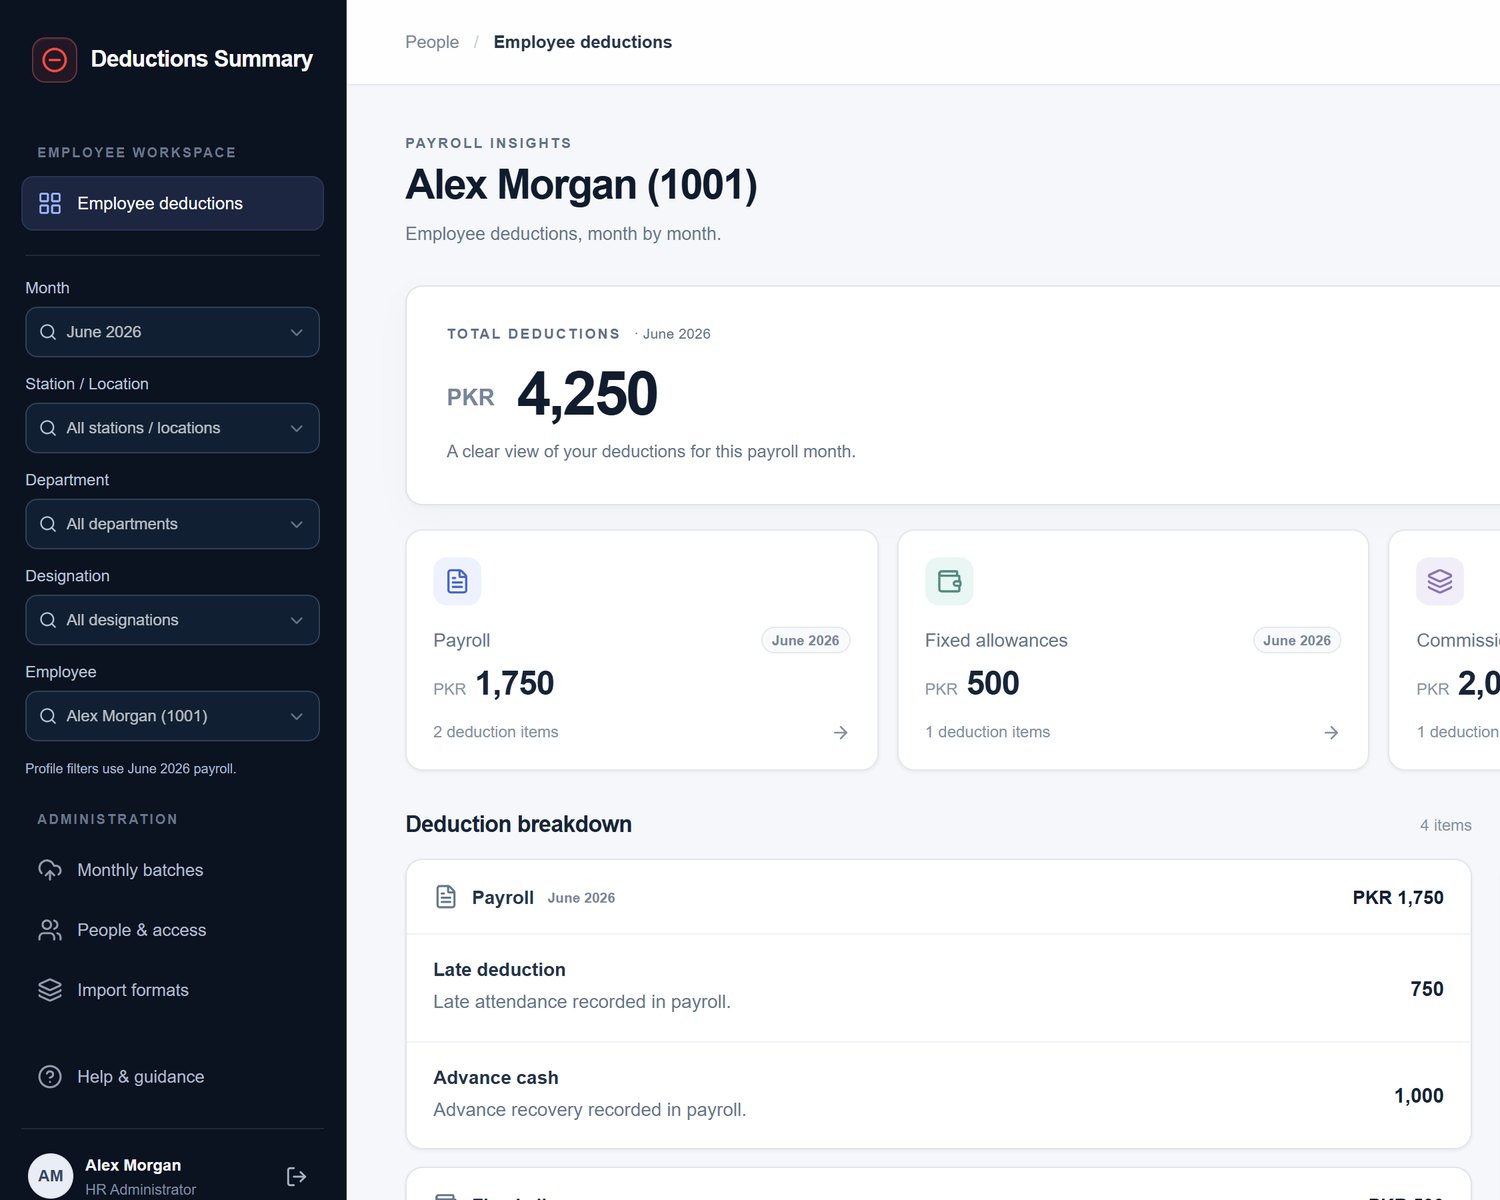 Deductions Summary
EMPLOYEE WORKSPACE
Employee deductions
Month
June 2026
Station / Location
All stations / locations
Department
All departments
Designation
All designations
Employee
Alex Morgan (1001)
Profile filters use June 2026 payroll.
ADMINISTRATION
Monthly batches
People & access
Import formats
Help & guidance
AM
Alex Morgan
HR Administrator
People / Employee deductions
PAYROLL INSIGHTS
Alex Morgan (1001)
Employee deductions, month by month.
TOTAL DEDUCTIONS · June 2026
PKR 4,250
A clear view of your deductions for this payroll month.
Payroll June 2026
PKR 1,750
2 deduction items
Fixed allowances June 2026
PKR 500
1 deduction items
PKR
1 deduction
Deduction breakdown 4 items
Payroll June 2026 PKR 1,750
Late deduction
Late attendance recorded in payroll.
750
Advance cash
Advance recovery recorded in payroll.
1,000